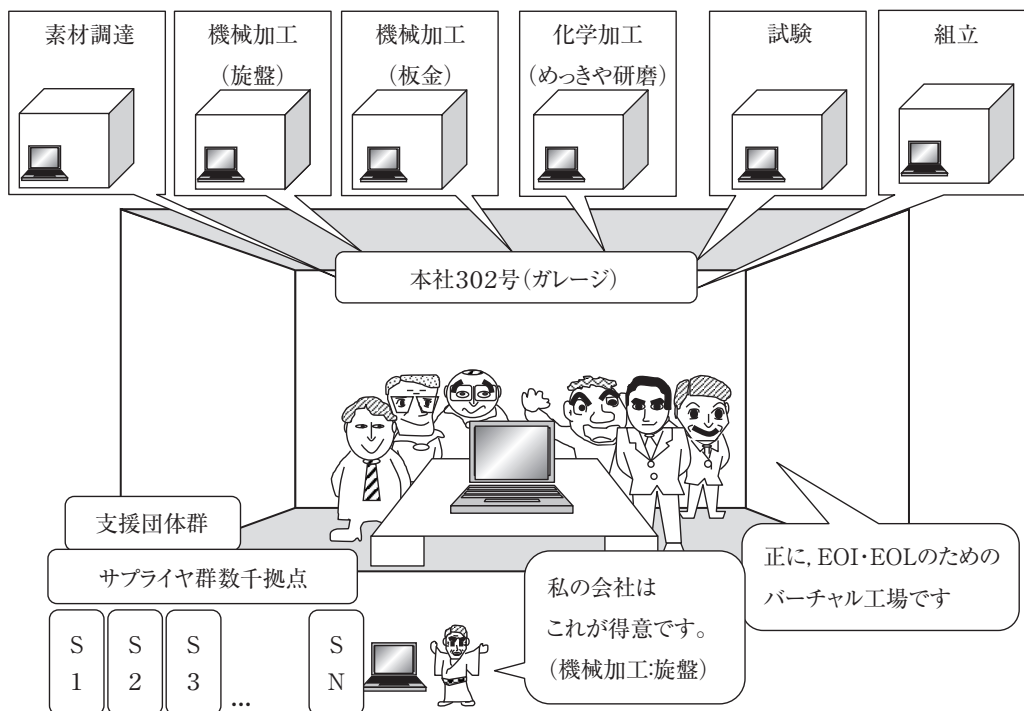 素材調達
機械加工
(旋盤)
機械加工
(板金)
化学加工
(めっきや研磨)
試験
組立
本社302号(ガレージ)
支援団体群
サプライヤ群数千拠点
S
1
S
2
S
3
...
S
N
私の会社は
これが得意です。
(機械加工:旋盤)
正に, EOI・EOLのための
バーチャル工場です